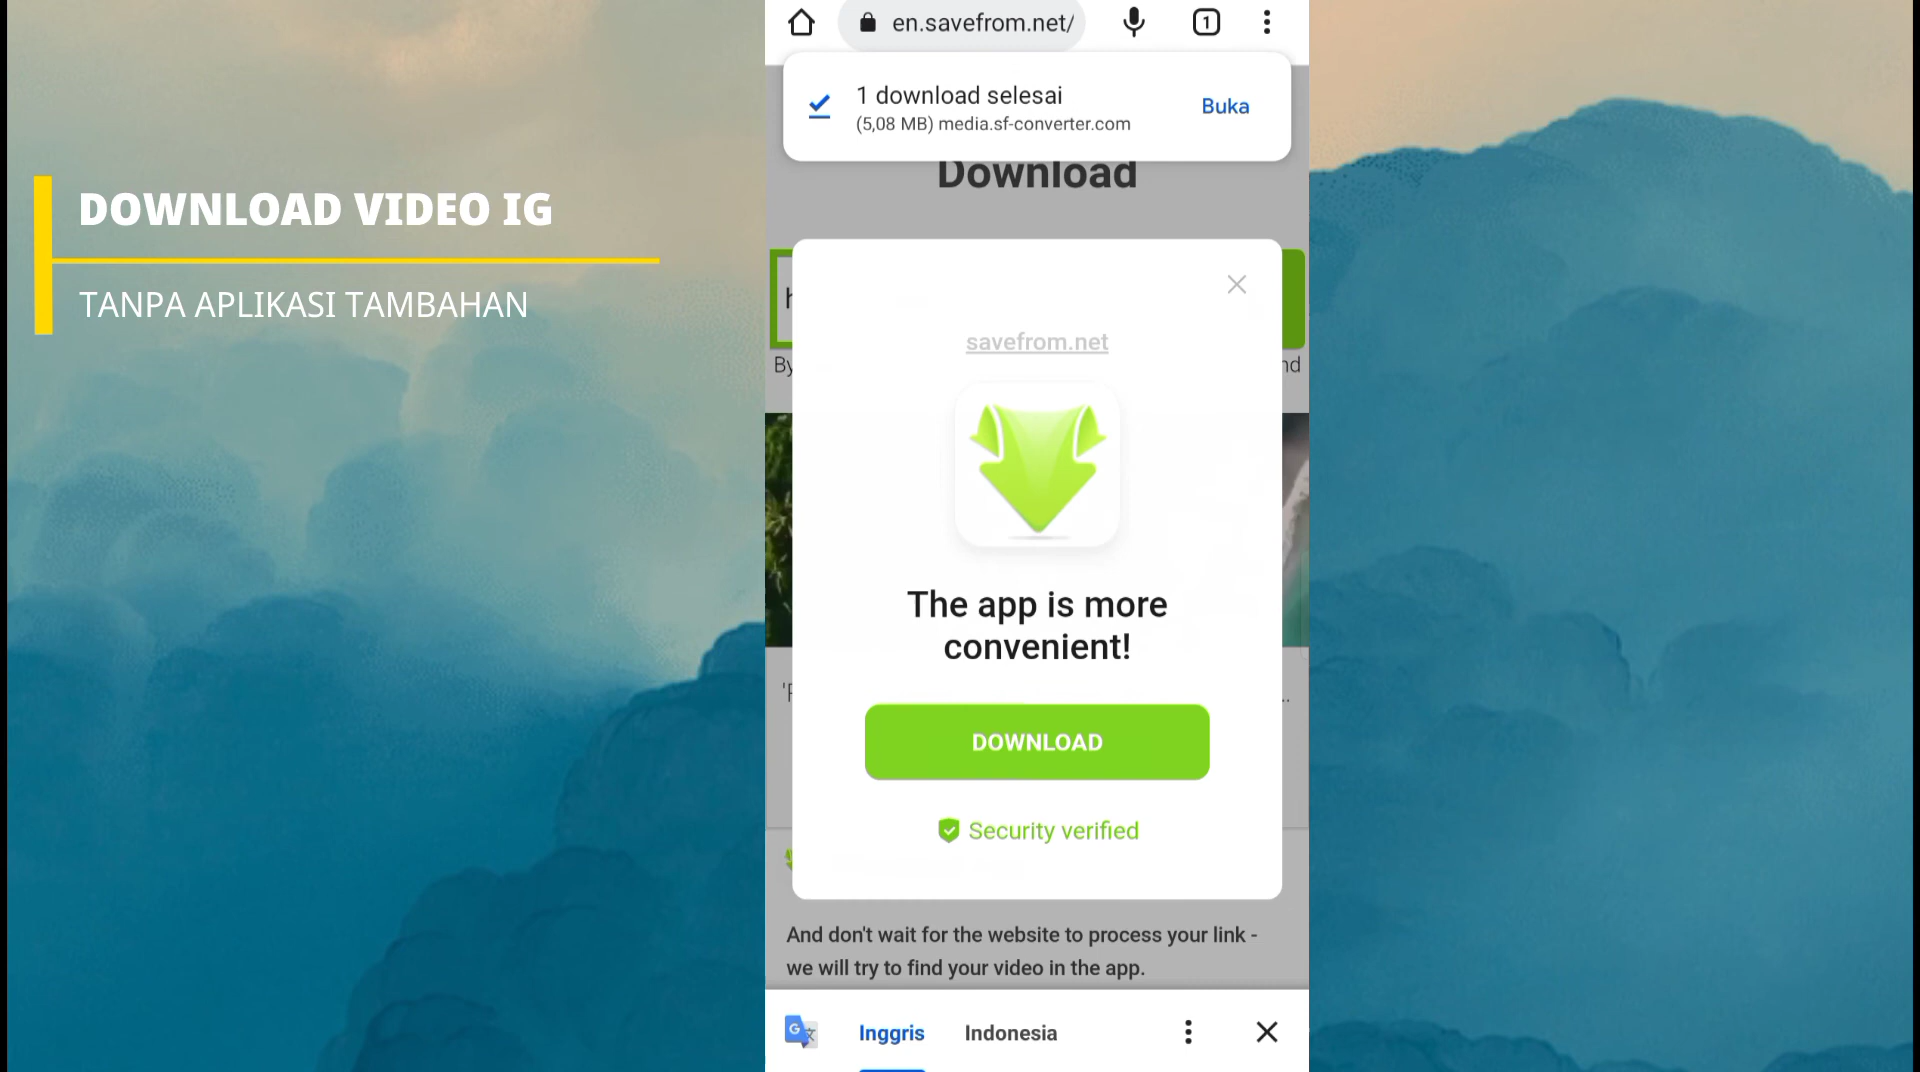 DOWNLOAD VIDEO IG
TANPA APLIKASI TAMBAHAN
en.savefrom.net/
1
1 download selesai
Buka
(5,08 MB) media.sf-converter.com
Download
h
By
nd
savefrom.net
The app is more
convenient!
DOWNLOAD
Security verified
And don't wait for the website to process your link -
we will try to find your video in the app.
G
Inggris
Indonesia